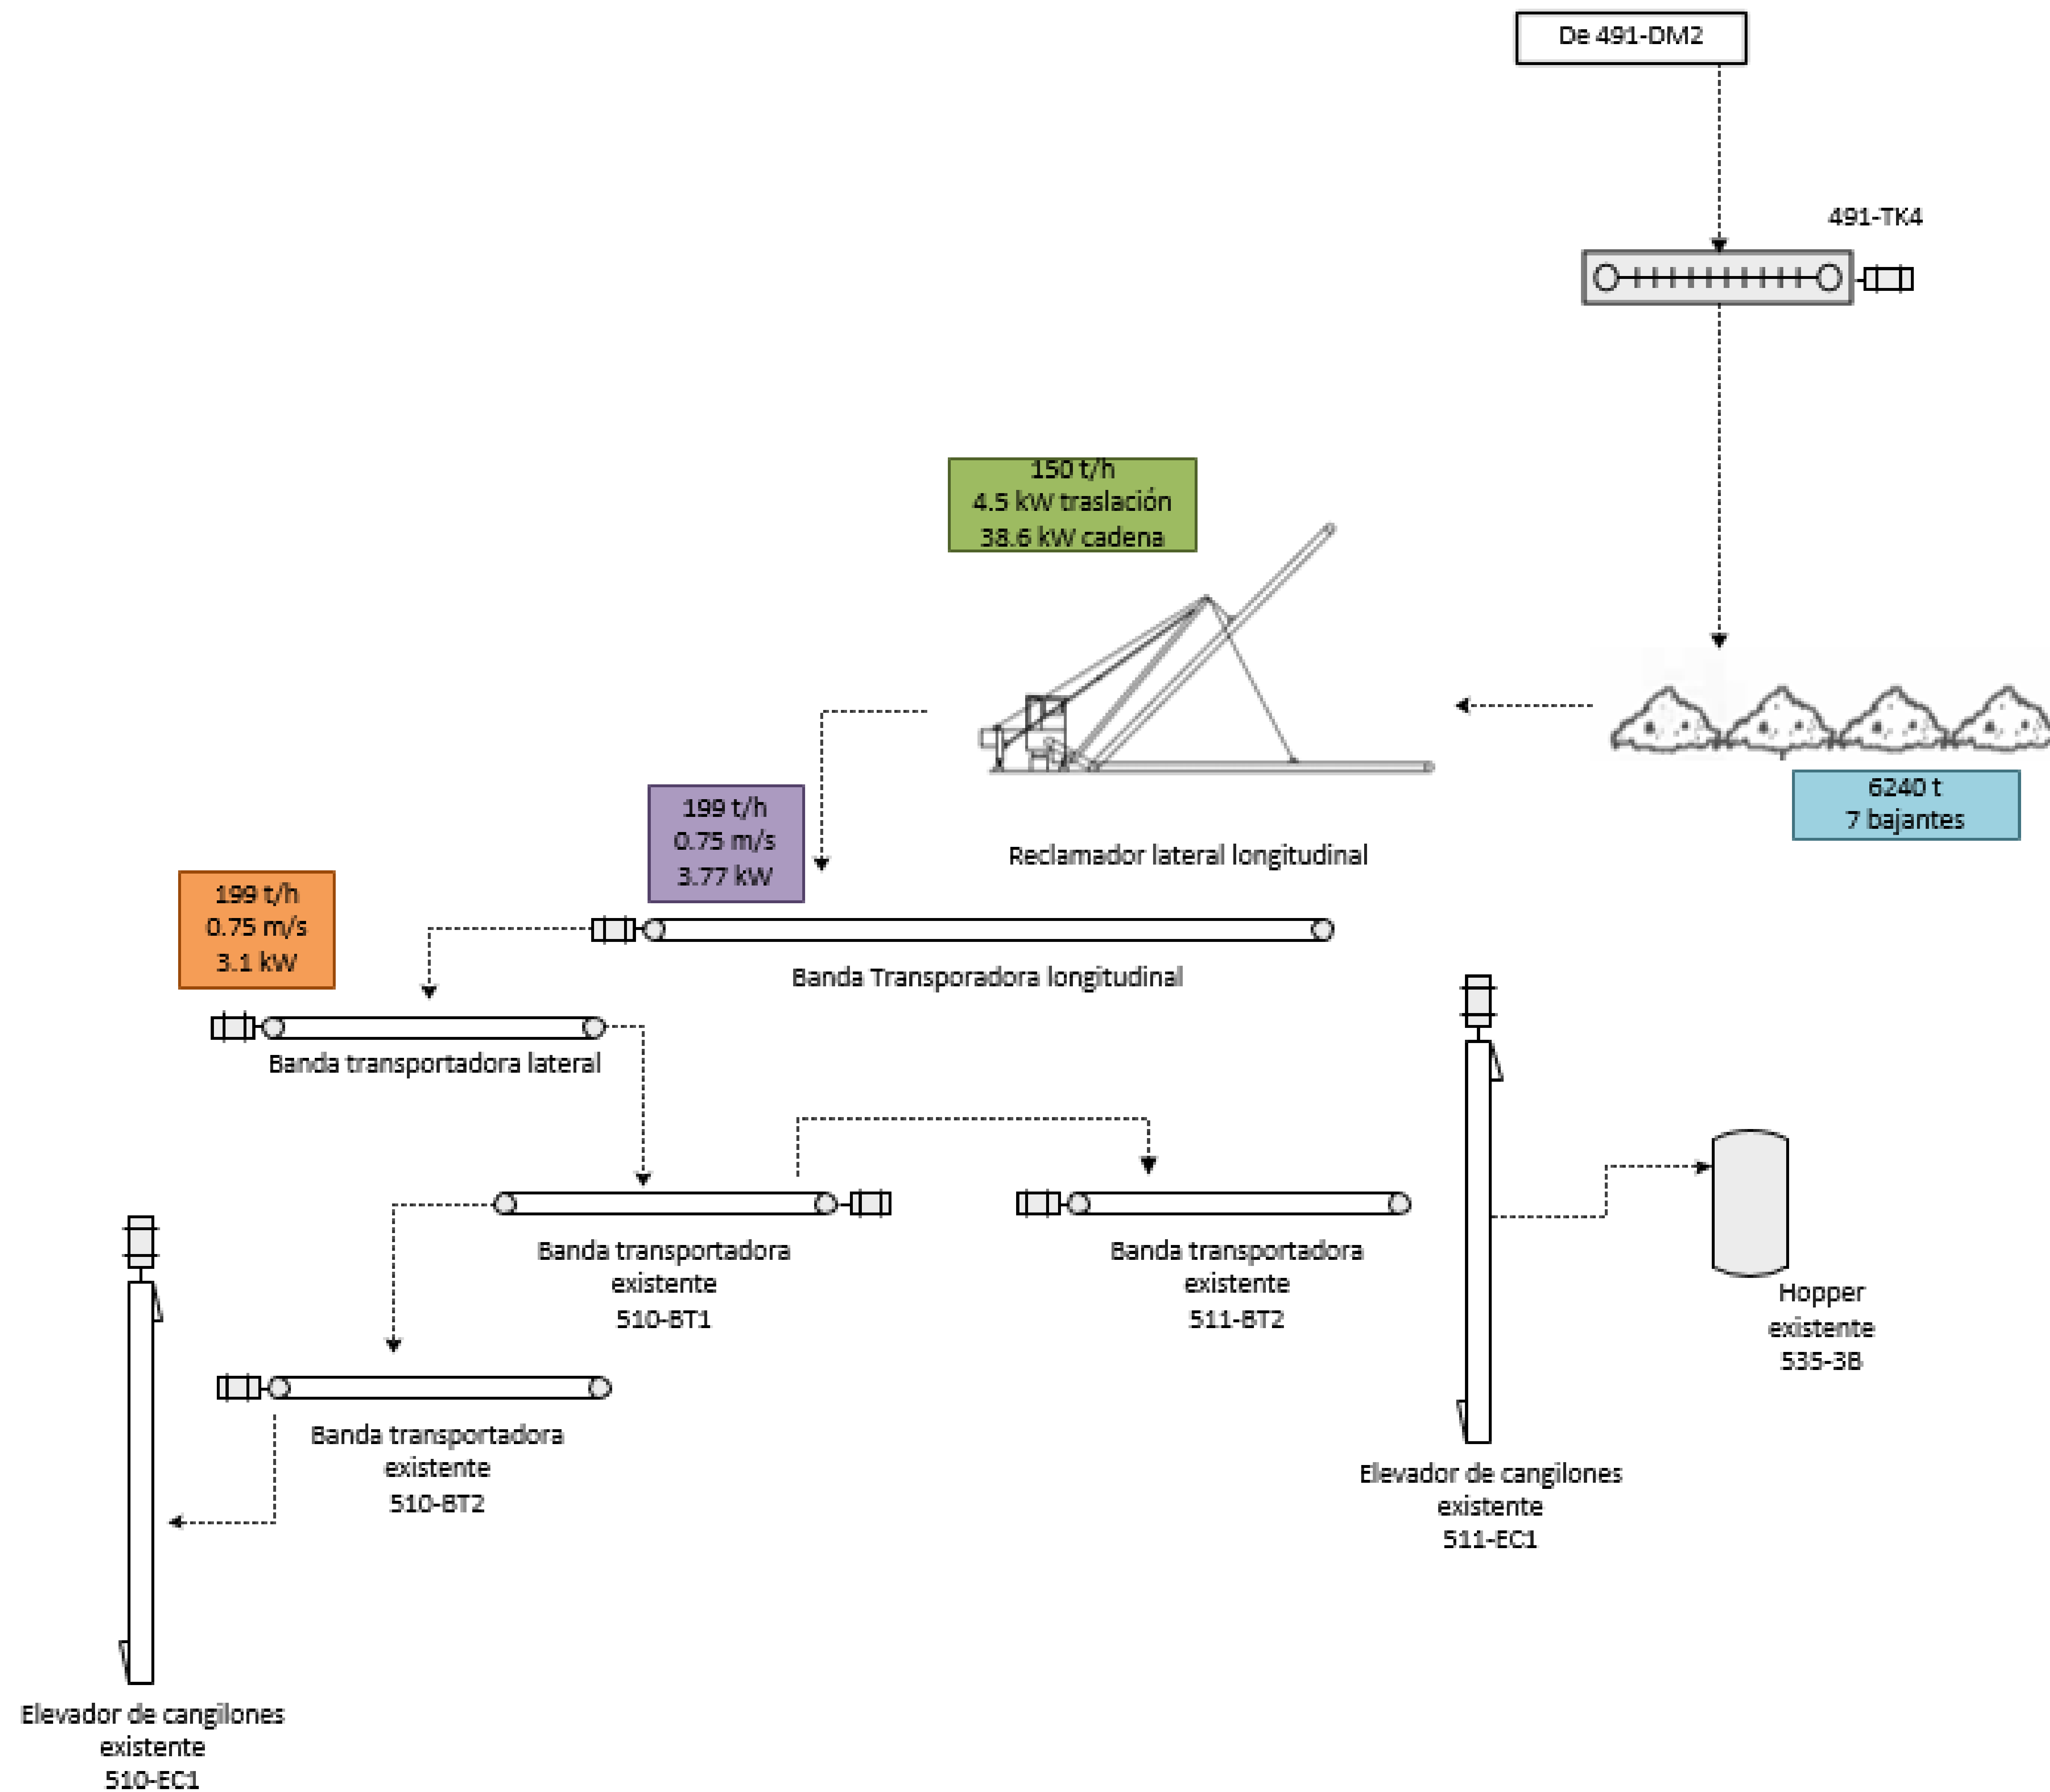 De 491-DM2
491-TK4
150 t/h
4.5 kW traslación
38.6 kW cadena
6240 t
7 bajantes
199 t/h
0.75 m/s
3.77 kW
Reclamador lateral longitudinal
199 t/h
0.75 m/s
3.1 kW
Banda Transporadora longitudinal
Banda transportadora lateral
Banda transportadora
existente
510-BT1
Banda transportadora
existente
511-BT2
Hopper
existente
535-3B
Banda transportadora
existente
510-BT2
Elevador de cangilones
existente
511-EC1
Elevador de cangilones
existente
510-EC1